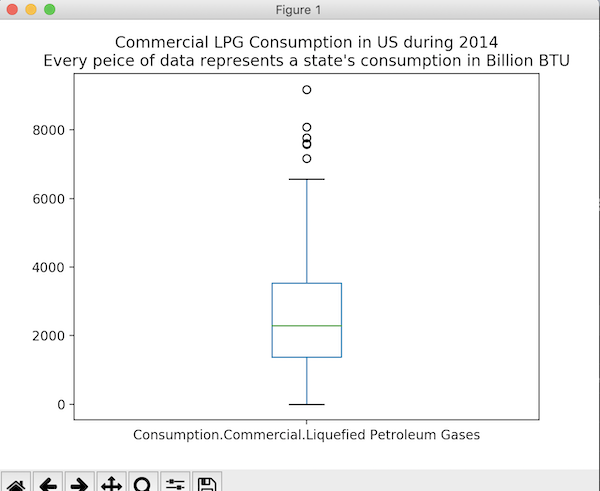 Figure 1
Commercial LPG Consumption in US during 2014
Every peice of data represents a state's consumption in Billion BTU
8000
6000
4000
2000
0
Consumption.Commercial.Liquefied Petroleum Gases